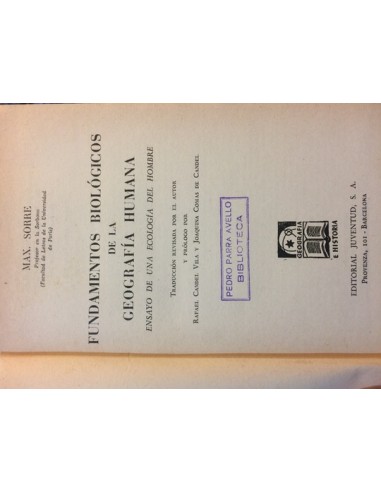 MAX. SORRE
Profesor en la Sorbona
(Facultad de Letras de la Universidad
de París)
FUNDAMENTOS BIOLÓGICOS
DE LA
GEOGRAFÍA HUMANA
ENSAYO DE UNA ECOLOGÍA DEL HOMBRE
TRADUCCIÓN REVISADA POR EL AUTOR
Y PRÓLOGO POR
RAFAEL CANDEL VILA Y JOAQUINA COMAS DE CANDEL
PEDRO PARRA AVELLO
BIBLIOTECA
GEOGRAFIA
E HISTORIA
EDITORIAL JUVENTUD, S. A.
PROVENZA, 101 - BARCELONA